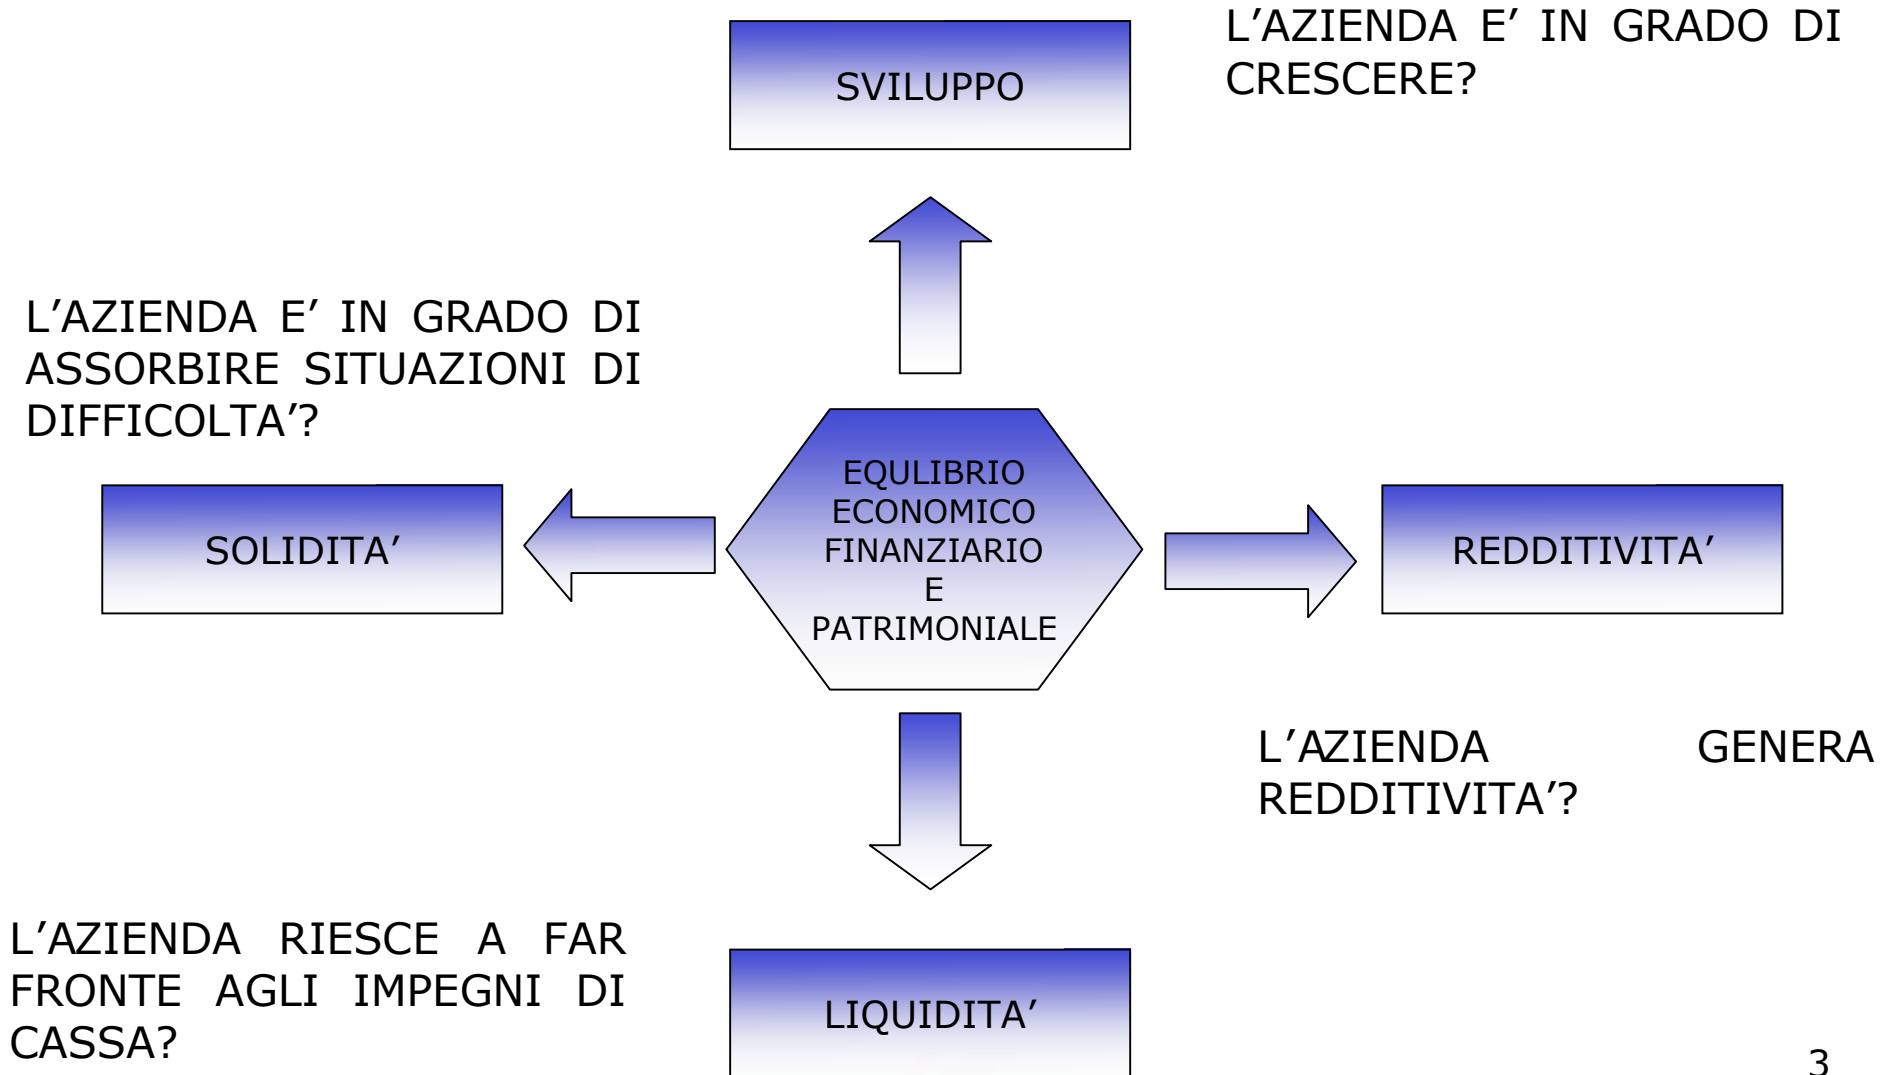 L’AZIENDA E’ IN GRADO DI
CRESCERE?
SVILUPPO
L’AZIENDA E’ IN GRADO DI
ASSORBIRE SITUAZIONI DI
DIFFICOLTA’?
EQULIBRIO
ECONOMICO
FINANZIARIO
E
PATRIMONIALE
SOLIDITA’
REDDITIVITA’
L’AZIENDA GENERA
REDDITIVITA’?
L’AZIENDA RIESCE A FAR
FRONTE AGLI IMPEGNI DI
CASSA?
LIQUIDITA’
3